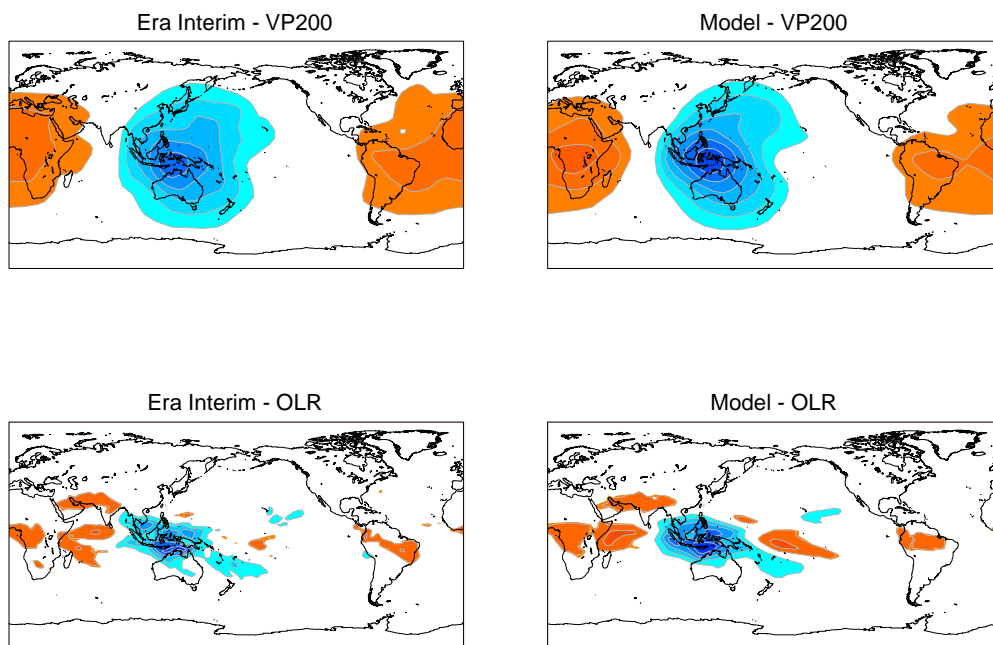 Era Interim - VP200
Model - VP200
Era Interim - OLR
Model - OLR